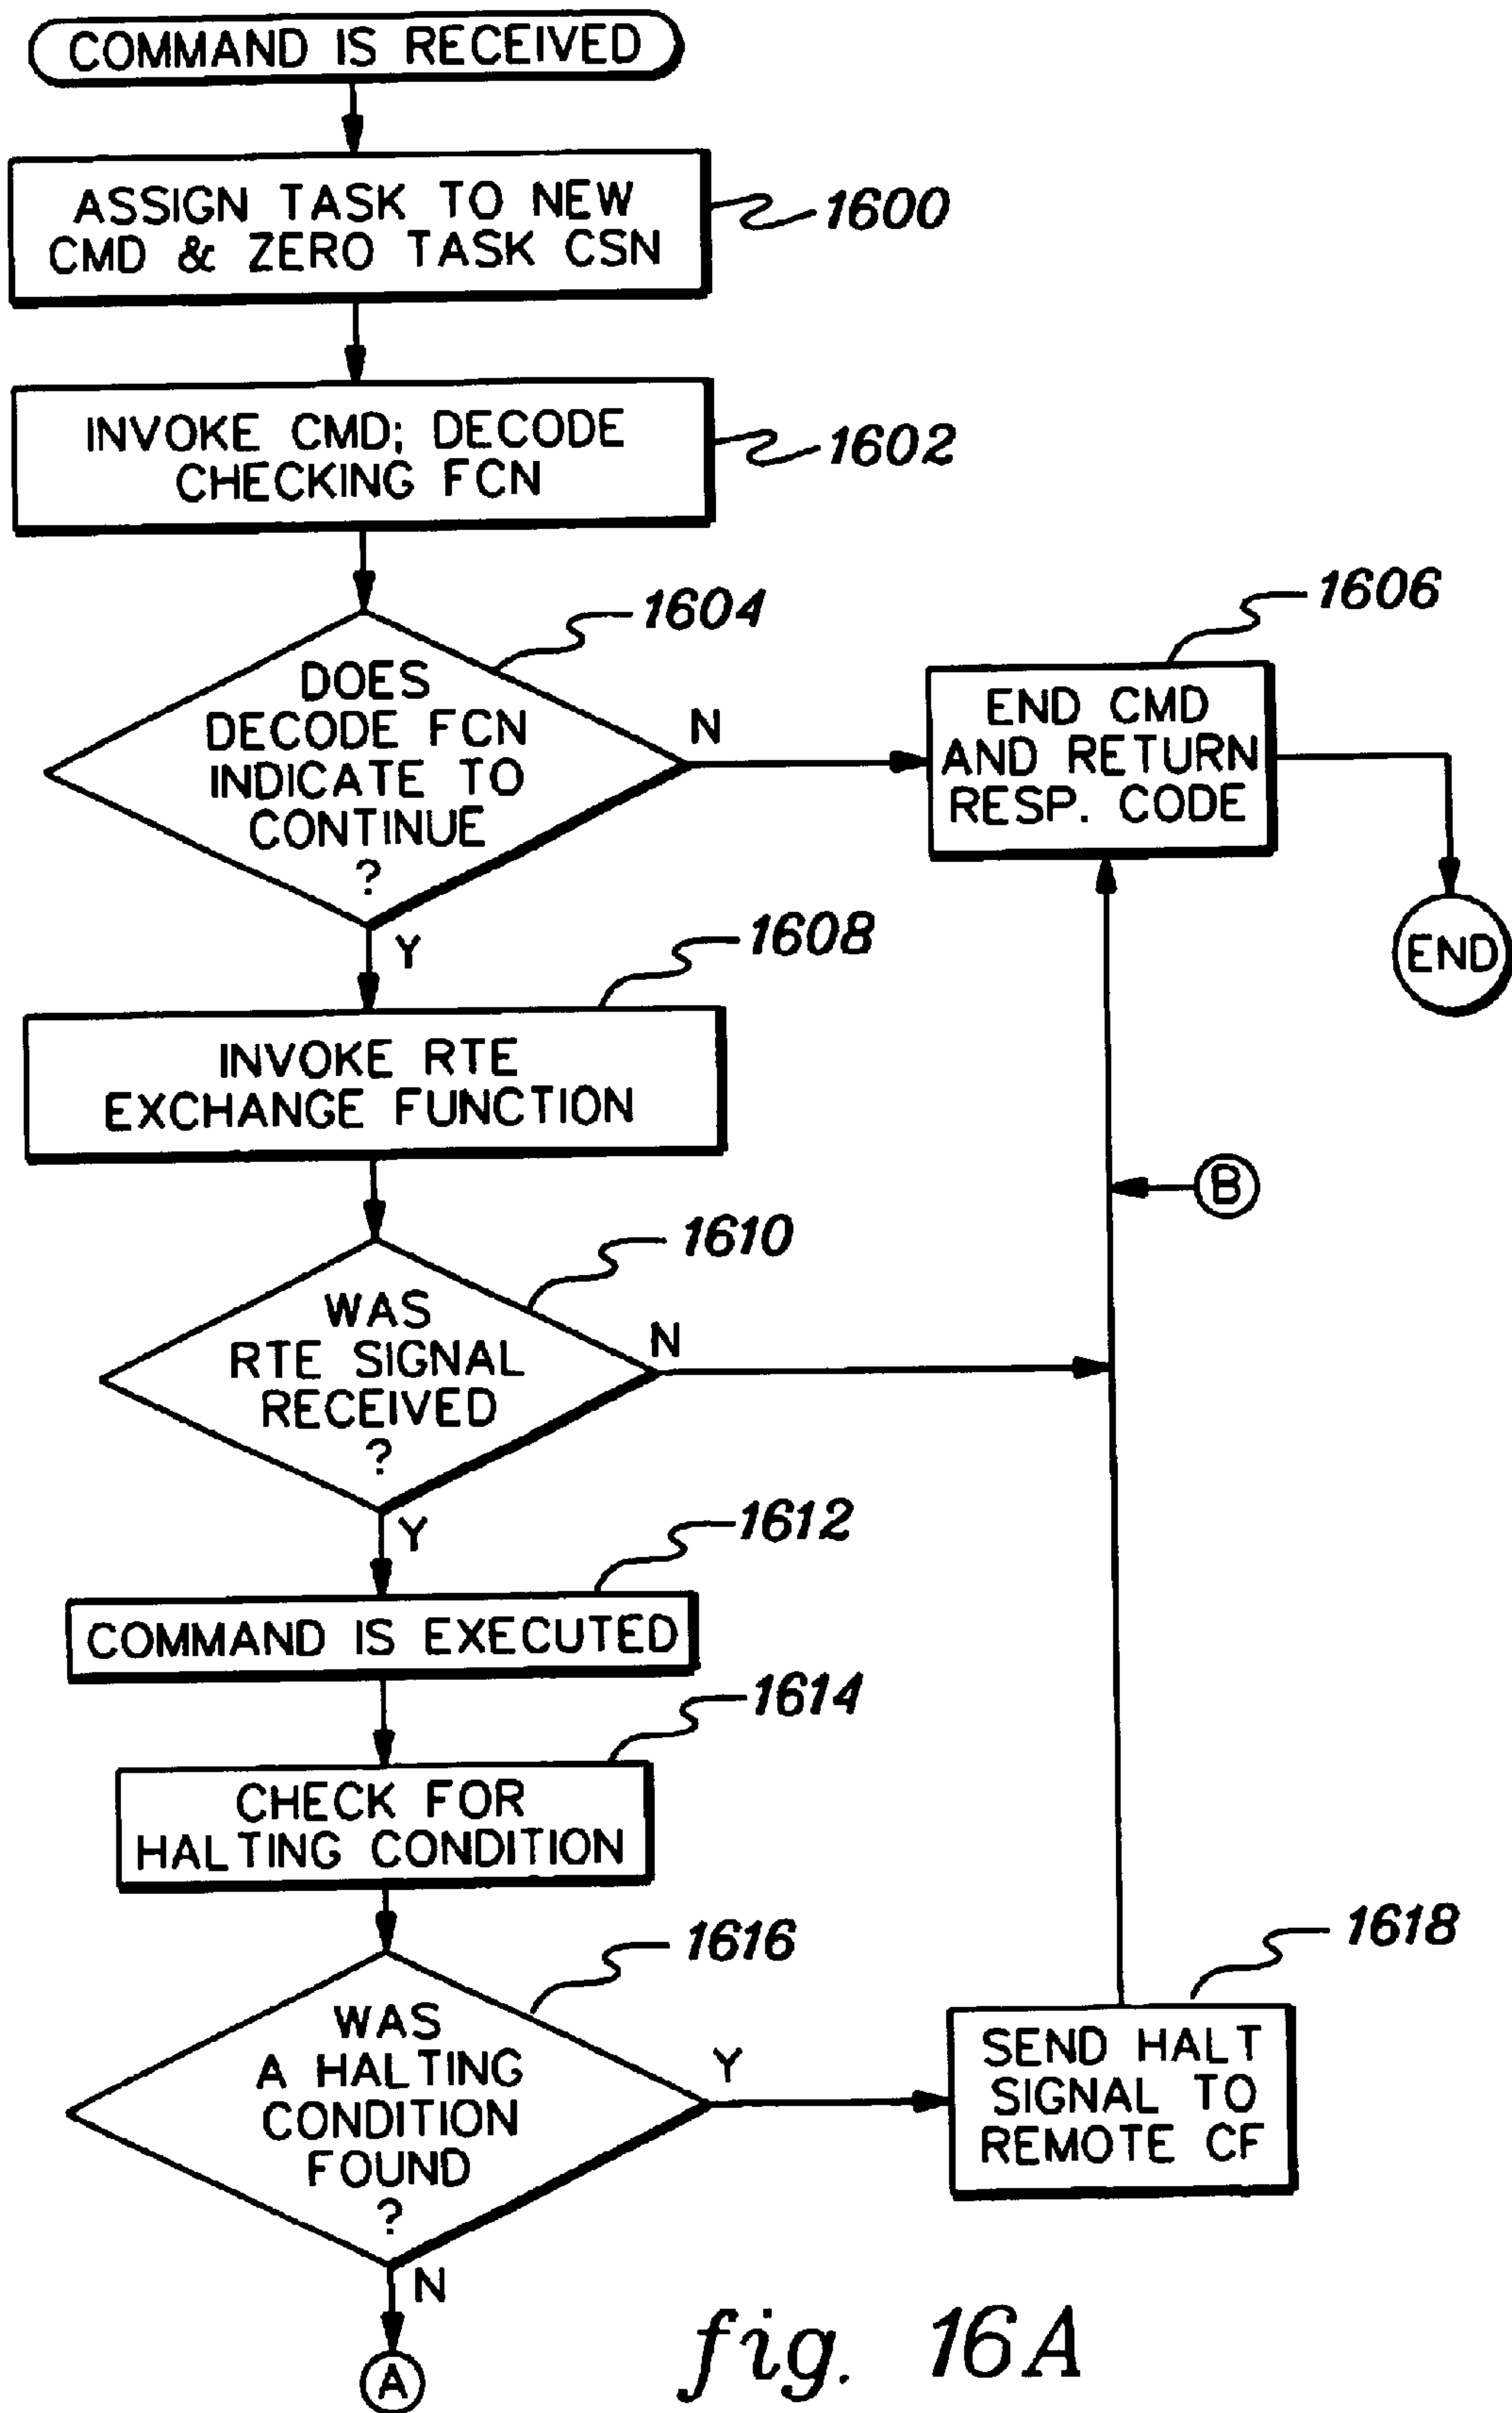 COMMAND IS RECEIVED
ASSIGN TASK TO NEW
CMD & ZERO TASK CSN
1600
INVOKE CMD; DECODE
CHECKING FCN
1602
1604
DOES
DECODE FCN
INDICATE TO
CONTINUE
?
N
Y
1606
END CMD
AND RETURN
RESP. CODE
END
1608
INVOKE RTE
EXCHANGE FUNCTION
B
1610
WAS
RTE SIGNAL
RECEIVED
?
N
Y
1612
COMMAND IS EXECUTED
1614
CHECK FOR
HALTING CONDITION
1616
WAS
A HALTING
CONDITION
FOUND
?
Y
N
1618
SEND HALT
SIGNAL TO
REMOTE CF
A
fig. 16A